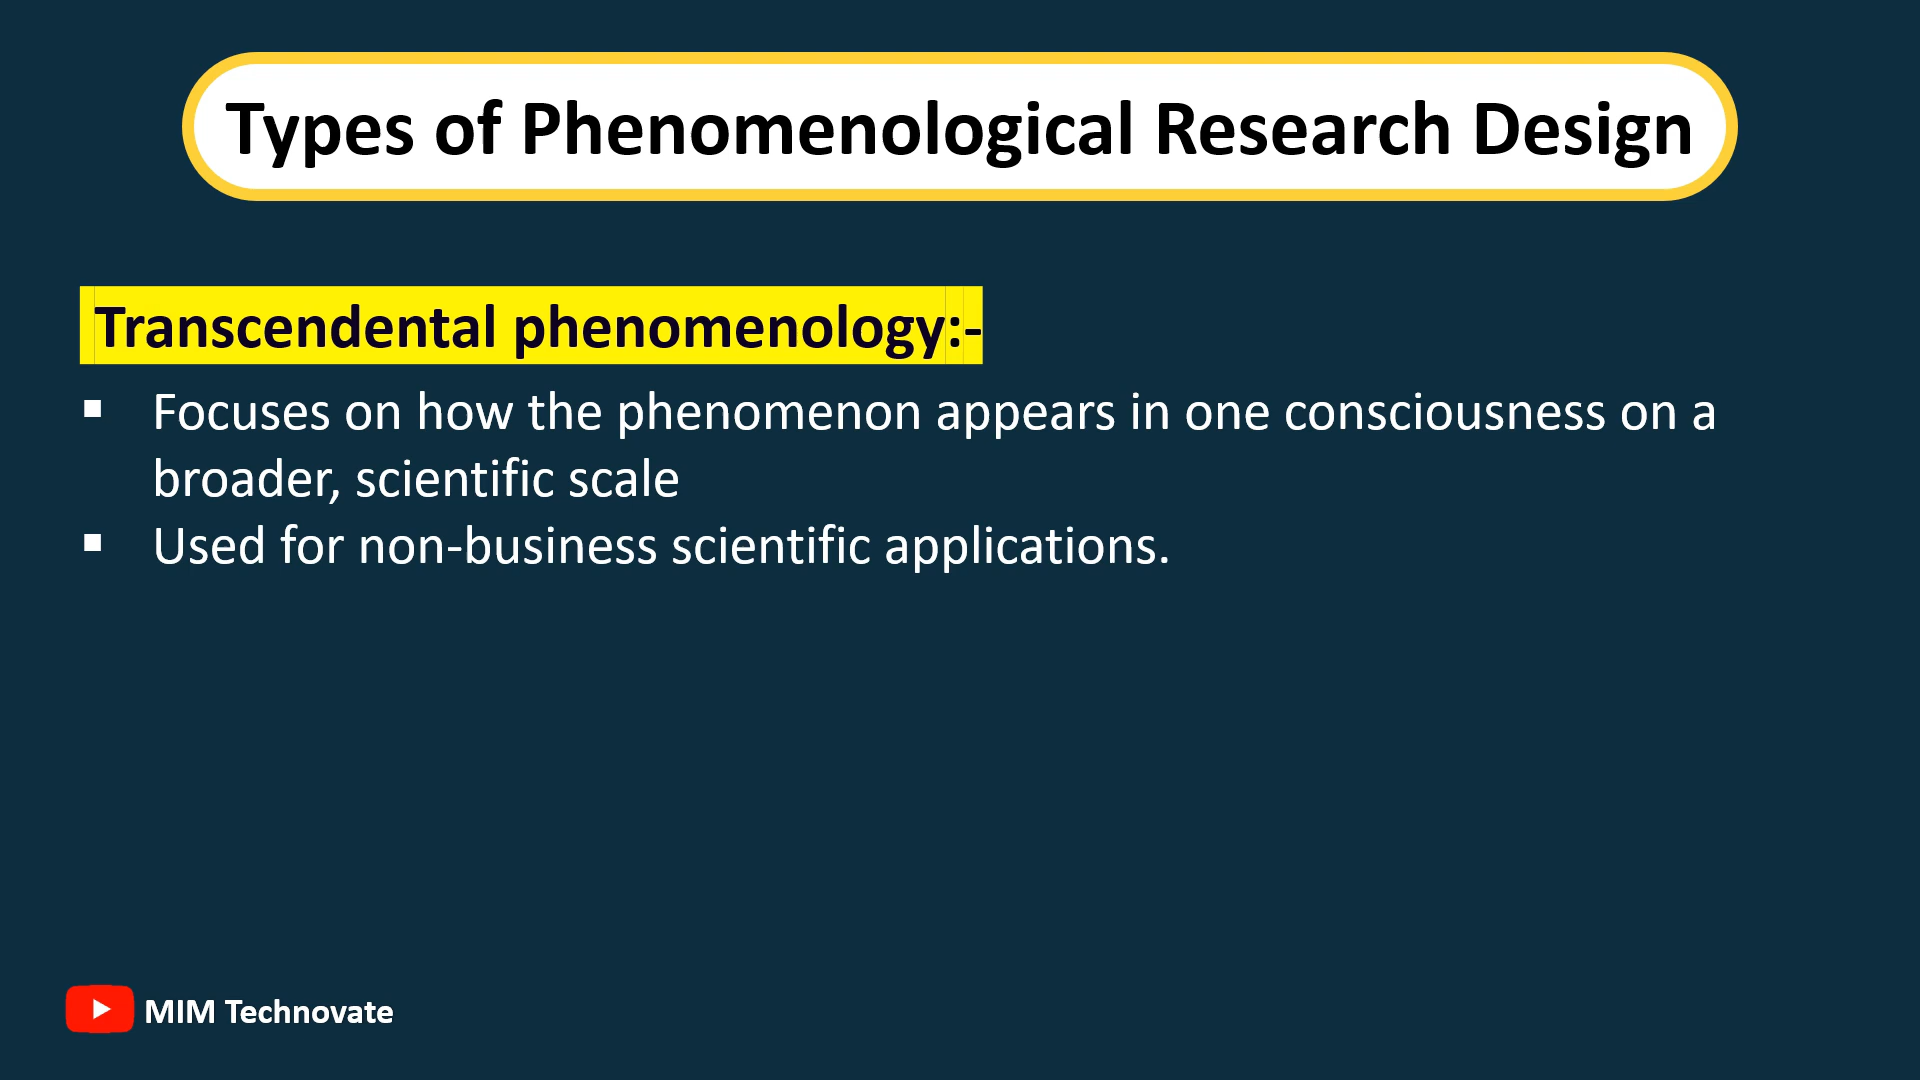 Types of Phenomenological Research Design
Transcendental phenomenology:-
▪ Focuses on how the phenomenon appears in one consciousness on a
broader, scientific scale
▪ Used for non-business scientific applications.
MIM Technovate